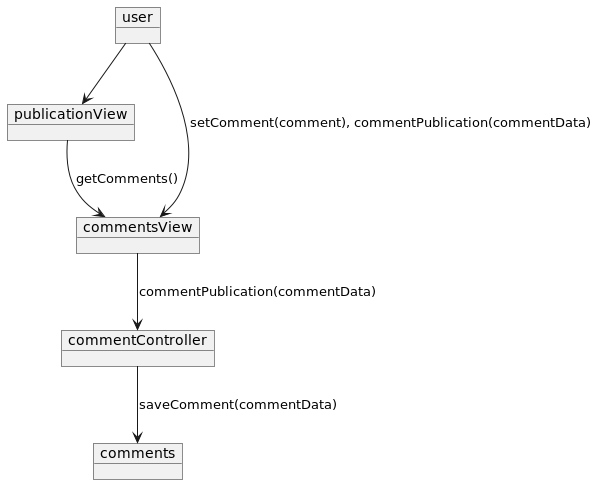 user
publicationView
setComment(comment), commentPublication(commentData)
getComments()
commentsView
commentPublication(commentData)
commentController
saveComment(commentData)
comments